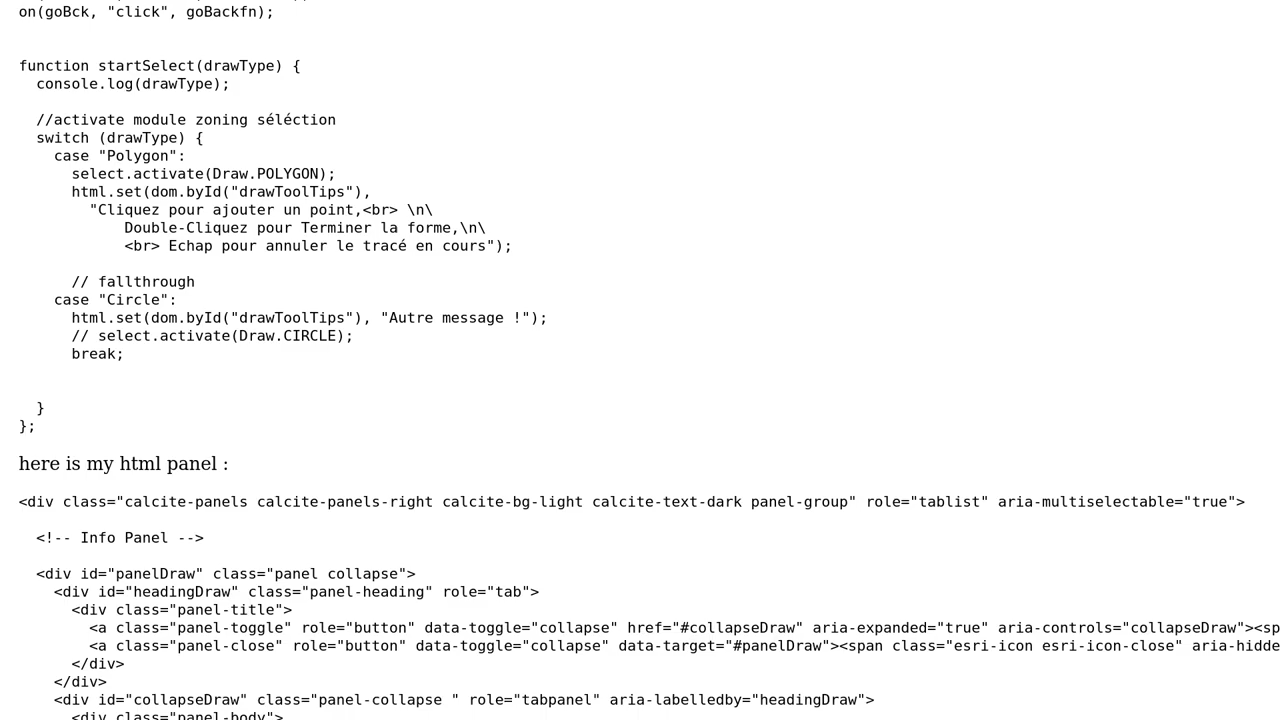 on(goBck, "click", goBackfn);
function startSelect(drawType) {
console.log(drawType);
//activate module zoning séléction
switch (drawType) {
case "Polygon":
select.activate(Draw.POLYGON);
html.set(dom.byId("drawToolTips"),
"Cliquez pour ajouter un point,<br> \n\
Double-Cliquez pour Terminer la forme,\n\
<br> Echap pour annuler le tracé en cours");
// fallthrough
case "Circle":
html.set(dom.byId("drawToolTips"), "Autre message !");
// select.activate(Draw.CIRCLE);
break;
}
};
here is my html panel :
<div class="calcite-panels calcite-panels-right calcite-bg-light calcite-text-dark panel-group" role="tablist" aria-multiselectable="true">
<!-- Info Panel -->
<div id="panelDraw" class="panel collapse">
<div id="headingDraw" class="panel-heading" role="tab">
<div class="panel-title">
<a class="panel-toggle" role="button" data-toggle="collapse" href="#collapseDraw" aria-expanded="true" aria-controls="collapseDraw"><sp
<a class="panel-close" role="button" data-toggle="collapse" data-target="#panelDraw"><span class="esri-icon esri-icon-close" aria-hidde
</div>
</div>
<div id="collapseDraw" class="panel-collapse " role="tabpanel" aria-labelledby="headingDraw">
<div class="panel-body">